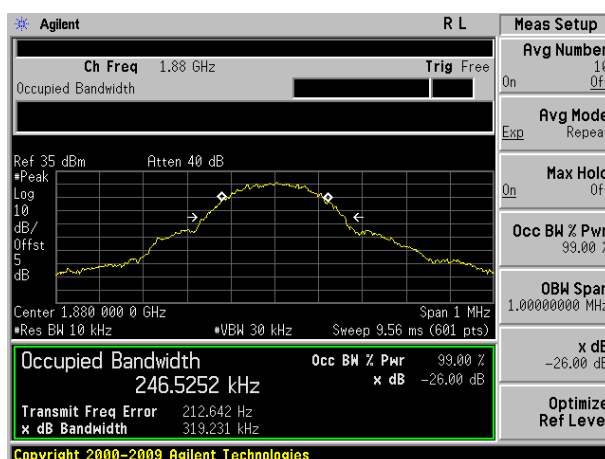 Agilent R L
Meas Setup
Ch Freq 1.88 GHz Trig Free
Occupied Bandwidth
Avg Number
10
On Off
Avg Mode
Exp Repeat
Max Hold
On Off
Occ BW % Pwr
99.00 %
OBW Span
1.00000000 MHz
x dB
-26.00 dB
Optimize
Ref Level
Ref 35 dBm Atten 40 dB
#Peak
Log
10
dB/
Offst
5
dB
Center 1.880 000 0 GHz Span 1 MHz
#Res BW 10 kHz #VBW 30 kHz Sweep 9.56 ms (601 pts)
Occupied Bandwidth Occ BW % Pwr 99.00 %
246.5252 kHz x dB -26.00 dB
Transmit Freq Error 212.642 Hz
x dB Bandwidth 319.231 kHz
Copyright 2000-2009 Agilent Technologies